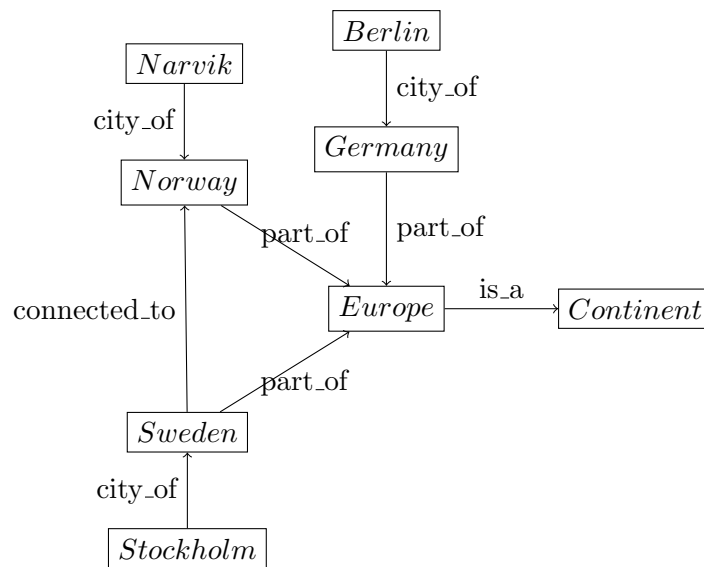 Berlin
Narvik
city_of
city_of
Germany
Norway
part_of
part_of
connected_to
Europe
is_a
Continent
part_of
Sweden
city_of
Stockholm